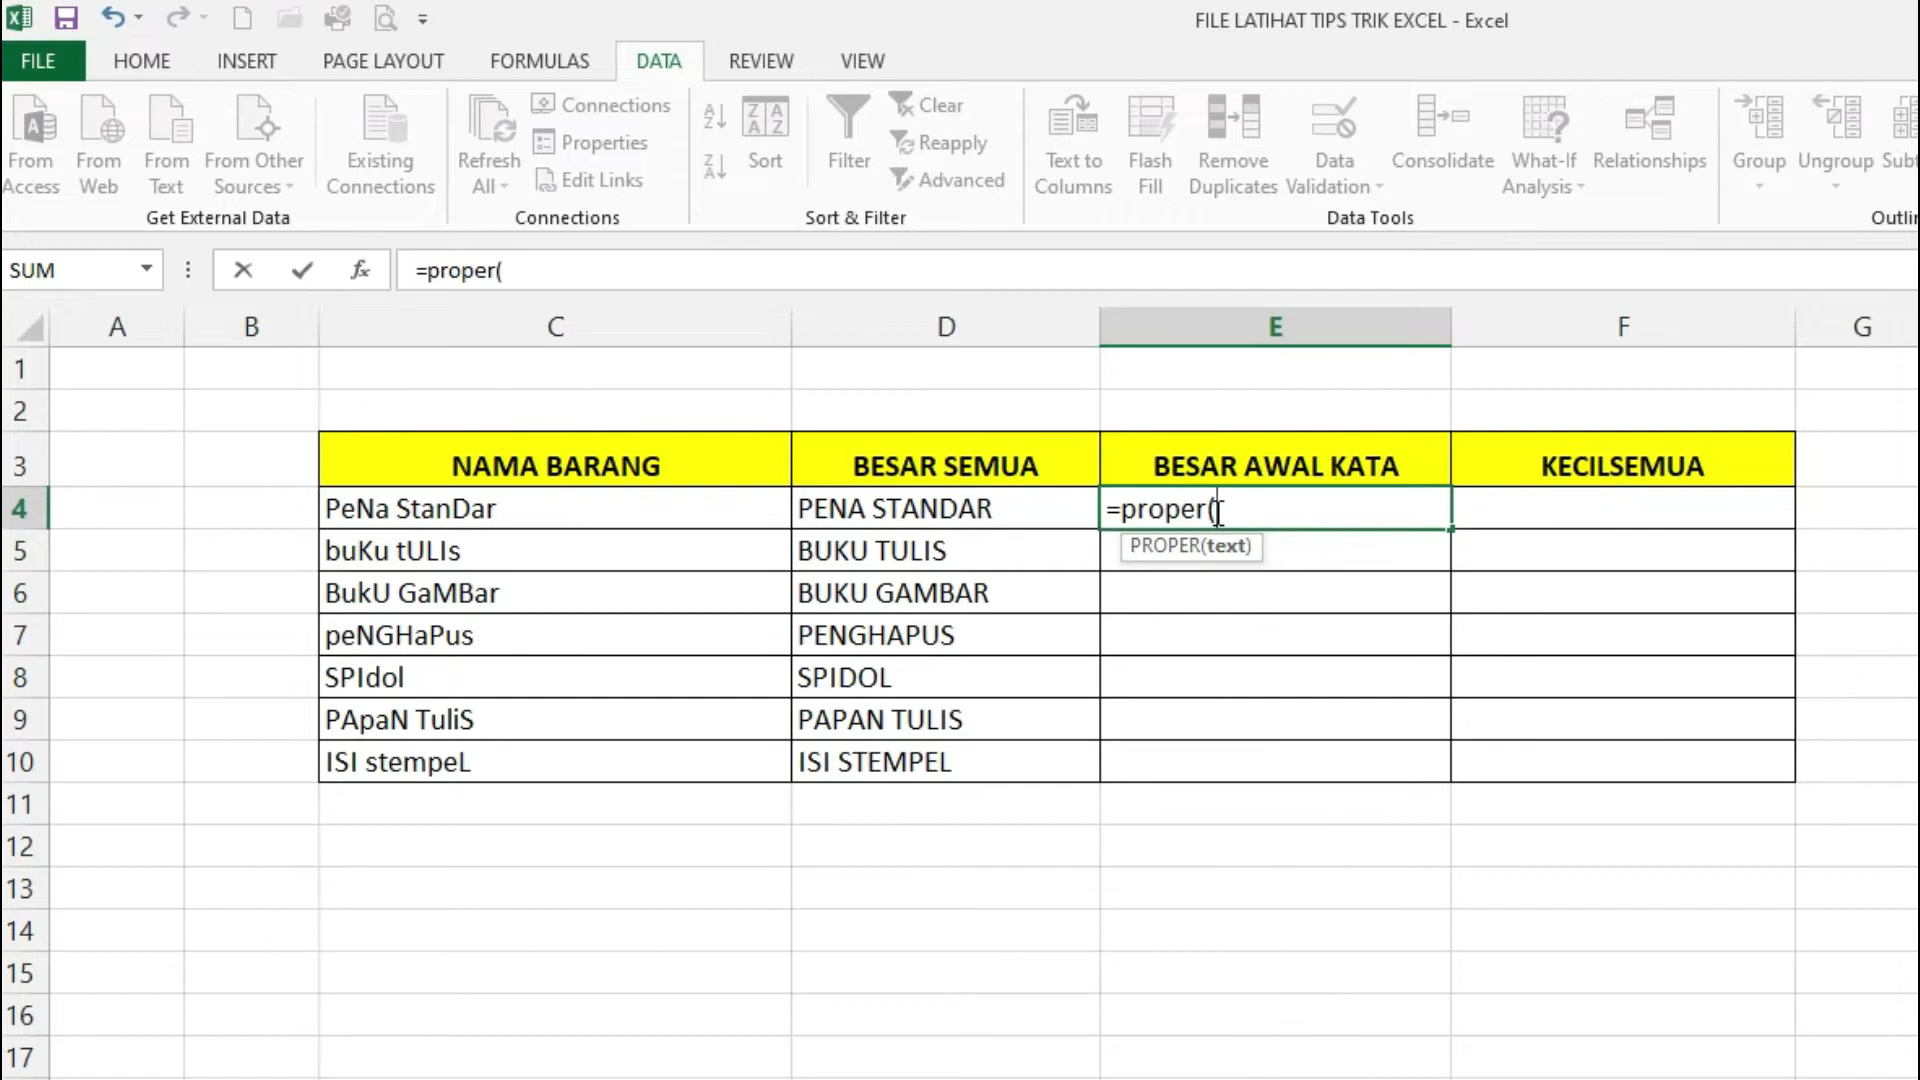 FILE LATIHAT TIPS TRIK EXCEL - Excel
FILE HOME INSERT PAGE LAYOUT FORMULAS DATA REVIEW VIEW
From Access
From Web
From Text
From Other Sources
Existing Connections
Get External Data
Refresh All
Connections
Properties
Edit Links
Connections
Sort
Filter
Clear
Reapply
Advanced
Sort & Filter
Text to Columns
Flash Fill
Remove Duplicates
Data Validation
Consolidate
What-If Analysis
Relationships
Data Tools
Group
Ungroup
SUM =proper(
A B C D E F G
1
2
3 NAMA BARANG BESAR SEMUA BESAR AWAL KATA KECILSEMUA
4 PeNa StanDar PENA STANDAR =proper(
PROPER(text)
5 buKu tULIs BUKU TULIS
6 BukU GaMBar BUKU GAMBAR
7 peNGHaPus PENGHAPUS
8 SPIdol SPIDOL
9 PApaN TuliS PAPAN TULIS
10 ISI stempeL ISI STEMPEL
11
12
13
14
15
16
17